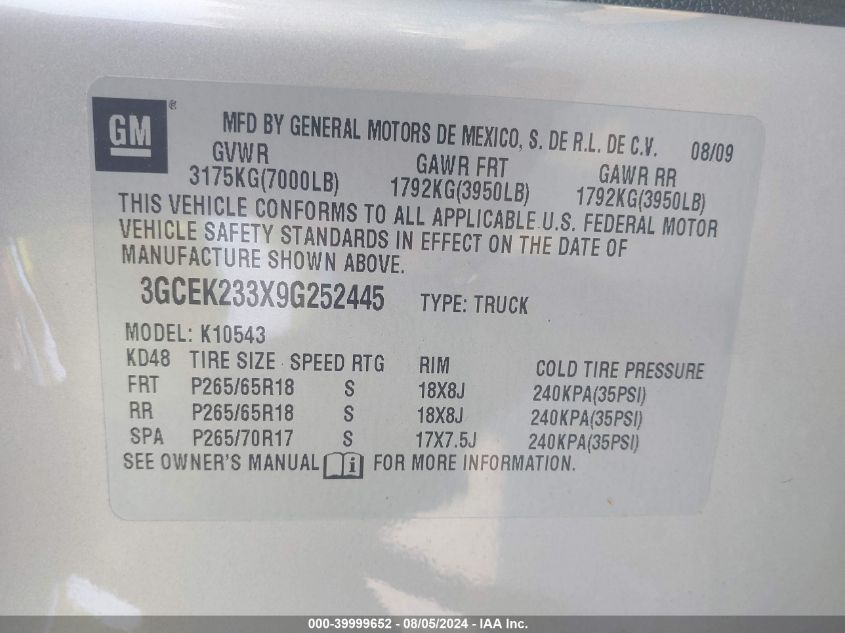 GM ® MFD BY GENERAL MOTORS DE MEXICO, S. DE R.L. DE C.V. 08/09
GVWR GAWR FRT GAWR RR
3175KG(7000LB) 1792KG(3950LB) 1792KG(3950LB)
THIS VEHICLE CONFORMS TO ALL APPLICABLE U.S. FEDERAL MOTOR
VEHICLE SAFETY STANDARDS IN EFFECT ON THE DATE OF
MANUFACTURE SHOWN ABOVE.
3GCEK233X9G252445 TYPE: TRUCK
MODEL: K10543
KD48 TIRE SIZE SPEED RTG RIM COLD TIRE PRESSURE
FRT P265/65R18 S 18X8J 240KPA(35PSI)
RR P265/65R18 S 18X8J 240KPA(35PSI)
SPA P265/70R17 S 17X7.5J 240KPA(35PSI)
SEE OWNER'S MANUAL i FOR MORE INFORMATION.
000-39999652 - 08/05/2024 - IAA, Inc.